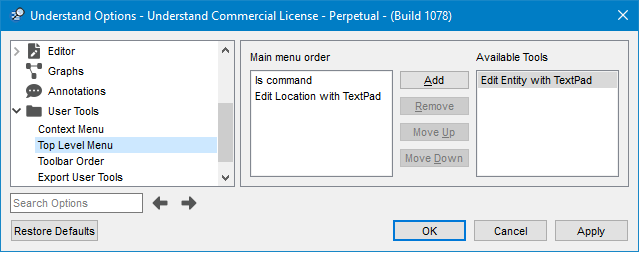 Understand Options - Understand Commercial License - Perpetual - (Build 1078)
Editor
Graphs
Annotations
User Tools
Context Menu
Top Level Menu
Toolbar Order
Export User Tools
Search Options
Main menu order
ls command
Edit Location with TextPad
Add
Remove
Move Up
Move Down
Available Tools
Edit Entity with TextPad
Restore Defaults
OK
Cancel
Apply